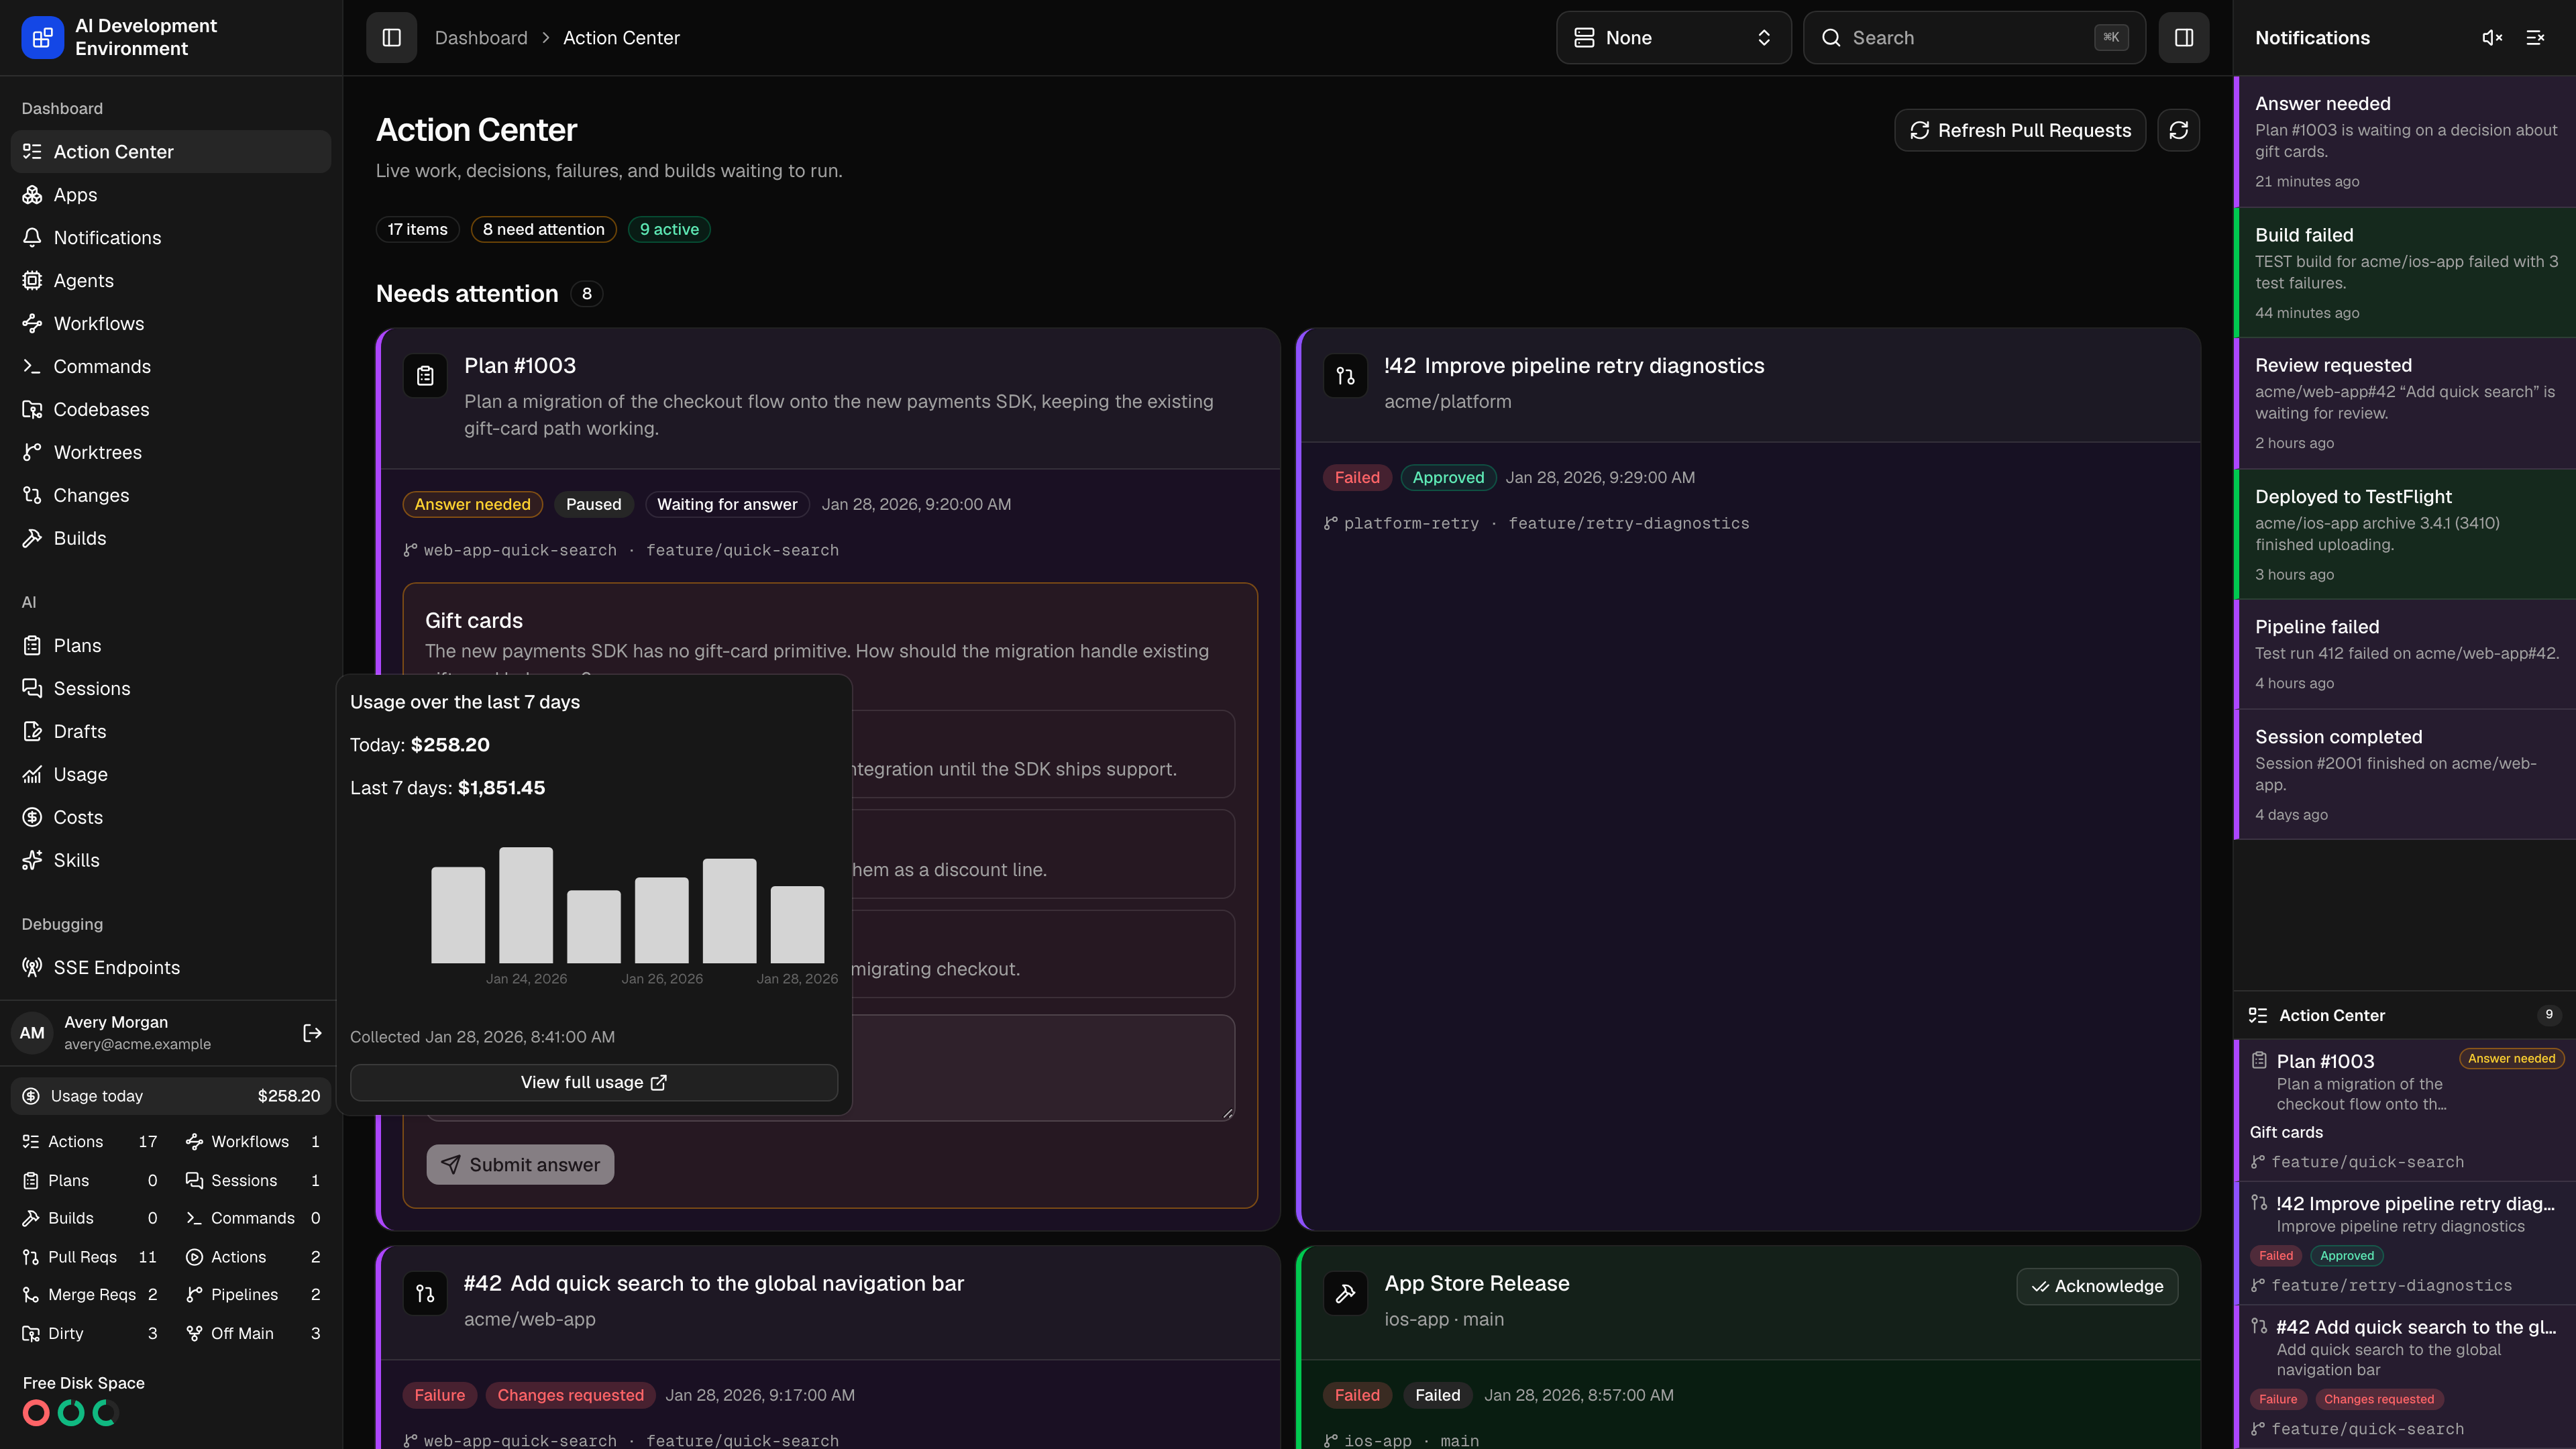 AI Development
Environment
Dashboard
Action Center
Apps
Notifications
Agents
Workflows
Commands
Codebases
Worktrees
Changes
Builds
AI
Plans
Sessions
Drafts
Usage
Costs
Skills
Debugging
SSE Endpoints
AM
Avery Morgan
avery@acme.example
Usage today $258.20
Actions 17 Workflows 1
Plans 0 Sessions 1
Builds 0 Commands 0
Pull Reqs 11 Actions 2
Merge Reqs 2 Pipelines 2
Dirty 3 Off Main 3
Free Disk Space
Dashboard > Action Center
None
Search ⌘K
Action Center
Live work, decisions, failures, and builds waiting to run.
Refresh Pull Requests
17 items 8 need attention 9 active
Needs attention 8
Plan #1003
Plan a migration of the checkout flow onto the new payments SDK, keeping the existing
gift-card path working.
Answer needed Paused Waiting for answer Jan 28, 2026, 9:20:00 AM
web-app-quick-search · feature/quick-search
Gift cards
The new payments SDK has no gift-card primitive. How should the migration handle existing
ntegration until the SDK ships support.
hem as a discount line.
migrating checkout.
Submit answer
Usage over the last 7 days
Today: $258.20
Last 7 days: $1,851.45
Jan 24, 2026 Jan 26, 2026 Jan 28, 2026
Collected Jan 28, 2026, 8:41:00 AM
View full usage
!42 Improve pipeline retry diagnostics
acme/platform
Failed Approved Jan 28, 2026, 9:29:00 AM
platform-retry · feature/retry-diagnostics
#42 Add quick search to the global navigation bar
acme/web-app
Failure Changes requested Jan 28, 2026, 9:17:00 AM
web-app-quick-search · feature/quick-search
App Store Release
ios-app · main
Acknowledge
Failed Failed Jan 28, 2026, 8:57:00 AM
ios-app · main
Notifications
Answer needed
Plan #1003 is waiting on a decision about
gift cards.
21 minutes ago
Build failed
TEST build for acme/ios-app failed with 3
test failures.
44 minutes ago
Review requested
acme/web-app#42 “Add quick search” is
waiting for review.
2 hours ago
Deployed to TestFlight
acme/ios-app archive 3.4.1 (3410)
finished uploading.
3 hours ago
Pipeline failed
Test run 412 failed on acme/web-app#42.
4 hours ago
Session completed
Session #2001 finished on acme/web-
app.
4 days ago
Action Center 9
Plan #1003 Answer needed
Plan a migration of the
checkout flow onto th…
Gift cards
feature/quick-search
!42 Improve pipeline retry diag…
Improve pipeline retry diagnostics
Failed Approved
feature/retry-diagnostics
#42 Add quick search to the gl…
Add quick search to the global
navigation bar
Failure Changes requested
feature/quick-search